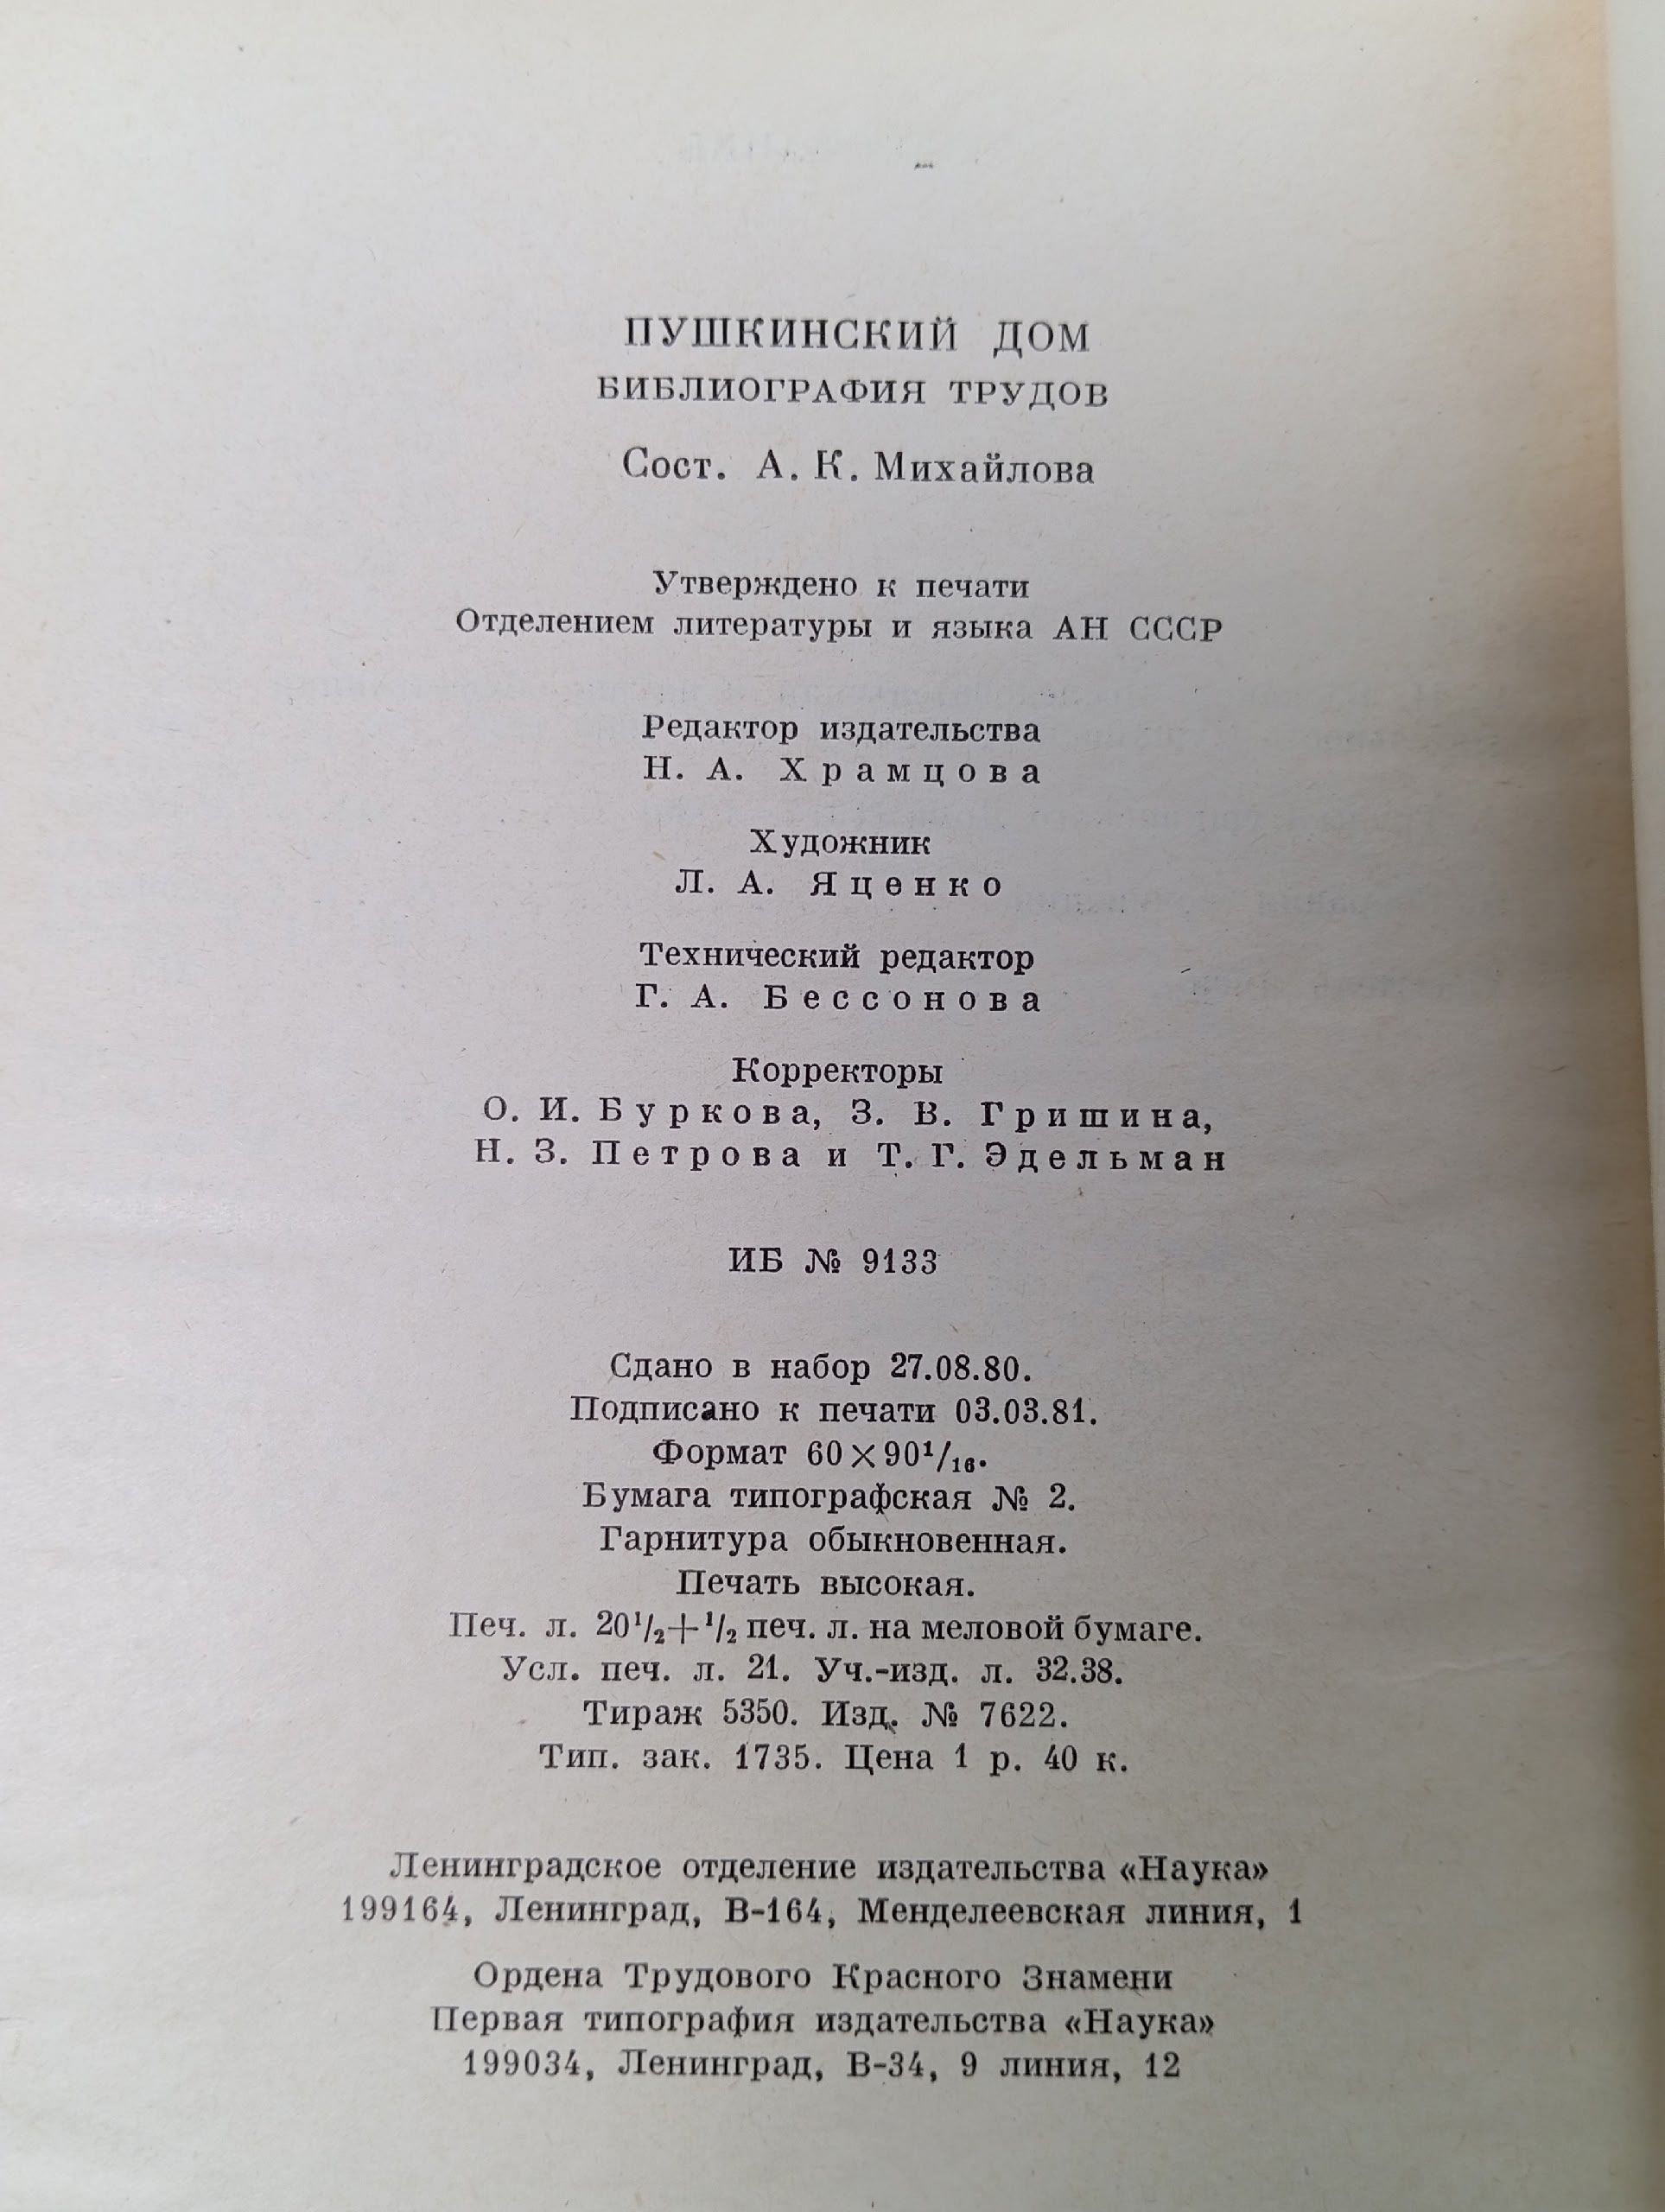 ПУШКИНСКИЙ ДОМ
БИБЛИОГРАФИЯ ТРУДОВ
Сост. А. К. Михайлова
Утверждено к печати
Отделением литературы и языка АН СССР
Редактор издательства
Н. А. Храмцова
Художник
Л. А. Яценко
Технический редактор
Г. А. Бессонова
Корректоры
О. И. Буркова, З. В. Гришина,
Н. З. Петрова и Т. Г. Эдельман
ИБ № 9133
Сдано в набор 27.08.80.
Подписано к печати 03.03.81.
Формат 60×90¹/₁₆.
Бумага типографская № 2.
Гарнитура обыкновенная.
Печать высокая.
Печ. л. 20¹/₂+¹/₂ печ. л. на меловой бумаге.
Усл. печ. л. 21. Уч.-изд. л. 32.38.
Тираж 5350. Изд. № 7622.
Тип. зак. 1735. Цена 1 р. 40 к.
Ленинградское отделение издательства «Наука»
199164, Ленинград, В-164, Менделеевская линия, 1
Ордена Трудового Красного Знамени
Первая типография издательства «Наука»
199034, Ленинград, В-34, 9 линия, 12